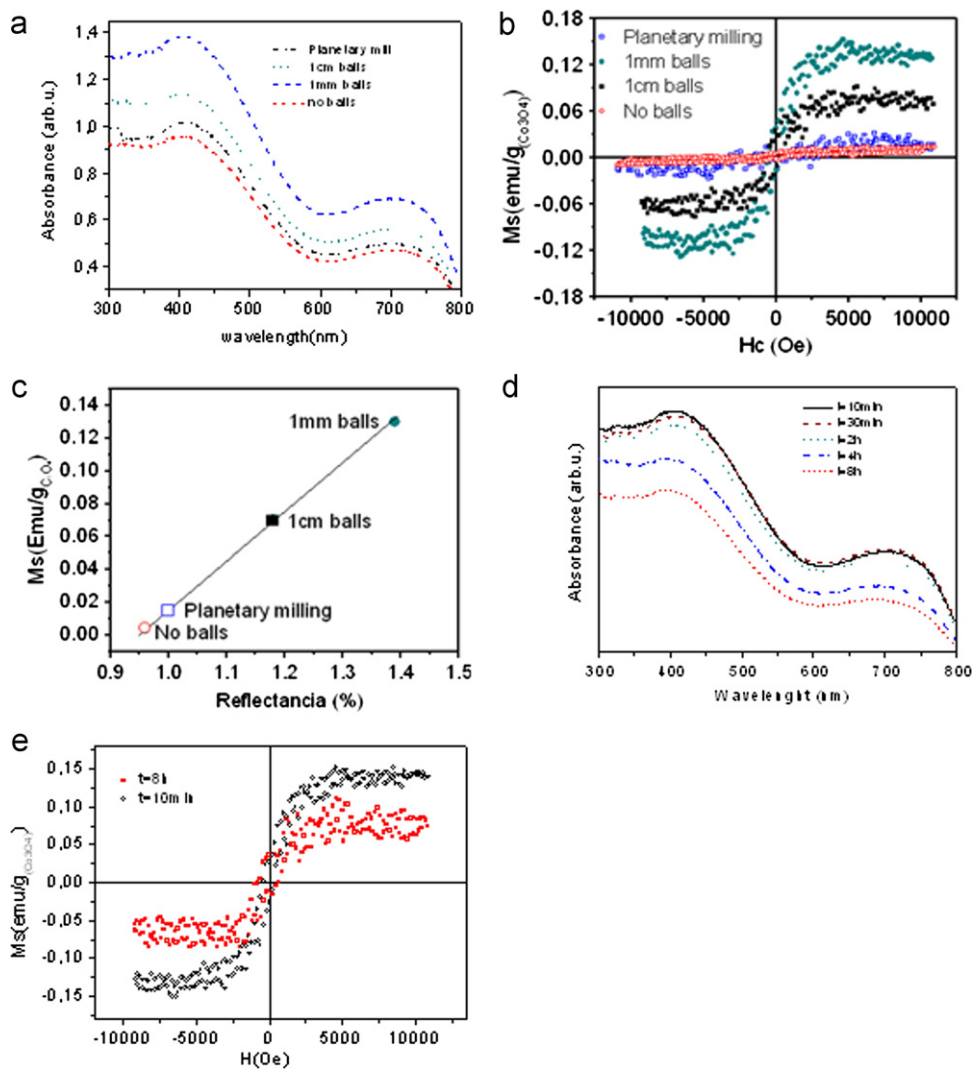 a
1.4
1.2
1.0
0.8
0.6
0.4
Absorbance (arb.u.)
300 400 500 600 700 800
wavelength(nm)
Planetary mill
1cm balls
1mm balls
no balls
b
0.18
0.12
0.06
0.00
-0.06
-0.12
-0.18
Ms(emu/g(Co3O4)
-10000 -5000 0 5000 10000
Hc (Oe)
Planetary milling
1mm balls
1cm balls
No balls
c
0.14
0.12
0.10
0.08
0.06
0.04
0.02
0.00
Ms(Emu/g
0.9 1.0 1.1 1.2 1.3 1.4 1.5
Reflectancia (%)
1mm balls
1cm balls
Planetary milling
No balls
d
Absorbance (arb.u.)
300 400 500 600 700 800
Wavelenght (nm)
t=10min
t=30min
t=2h
t=4h
t=8h
e
0,15
0,10
0,05
0,00
-0,05
-0,10
-0,15
Ms(emu/g(Co3O4)
-10000 -5000 0 5000 10000
H(Oe)
t=8h
t=10min